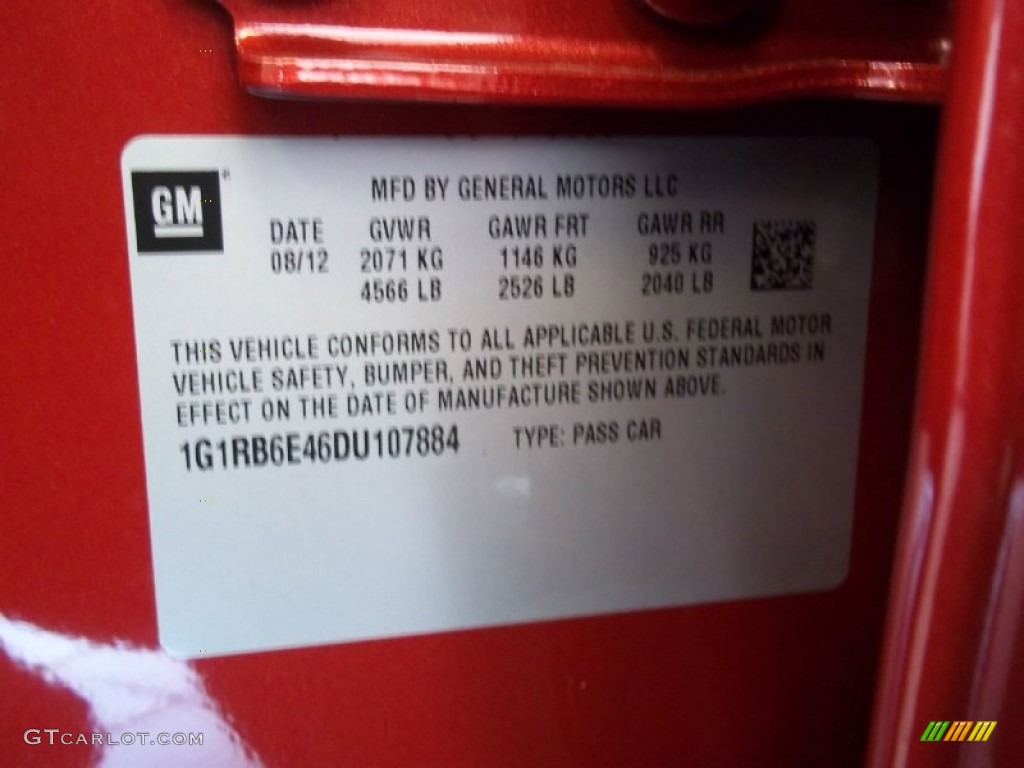 GM
MFD BY GENERAL MOTORS LLC
DATE GVWR GAWR FRT GAWR RR
08/12 2071 KG 1146 KG 925 KG
4566 LB 2526 LB 2040 LB
THIS VEHICLE CONFORMS TO ALL APPLICABLE U.S. FEDERAL MOTOR
VEHICLE SAFETY, BUMPER, AND THEFT PREVENTION STANDARDS IN
EFFECT ON THE DATE OF MANUFACTURE SHOWN ABOVE.
1G1RB6E46DU107884 TYPE: PASS CAR
GTCARLOT.COM